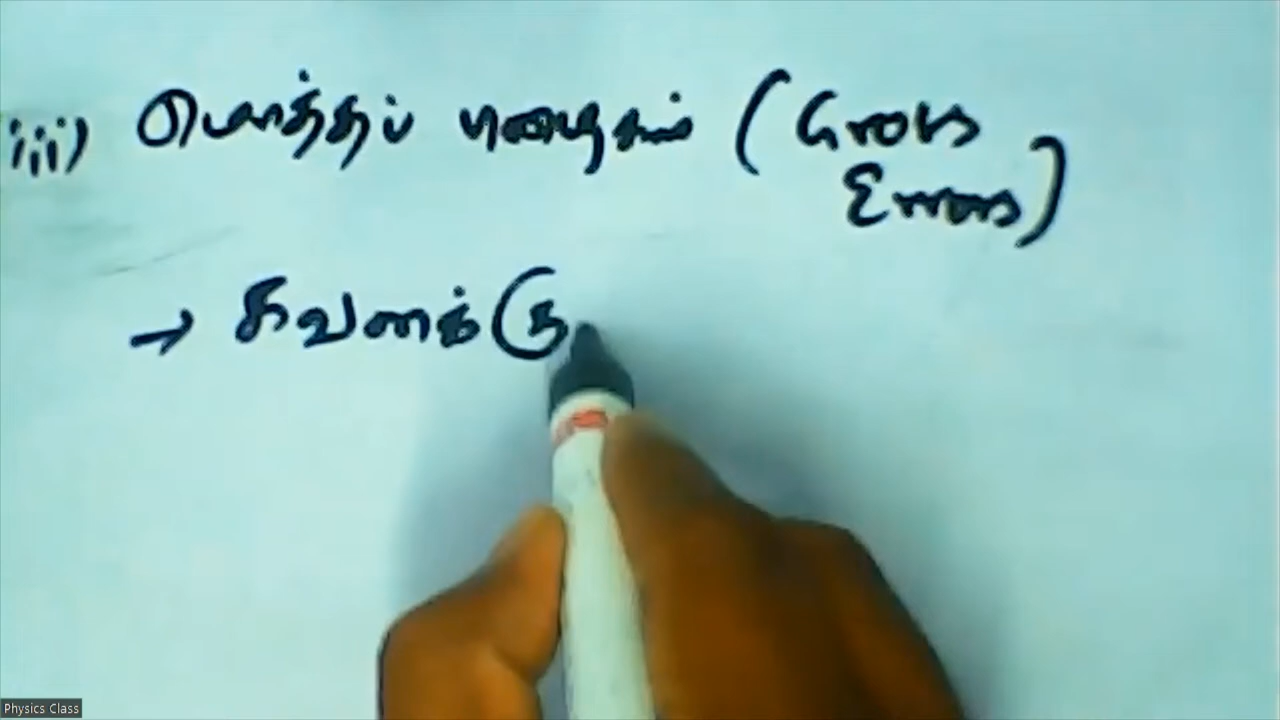 iii) மொத்தப் பிழைகள் (Gross
Errors)
→ கவனக்கு
Physics Class